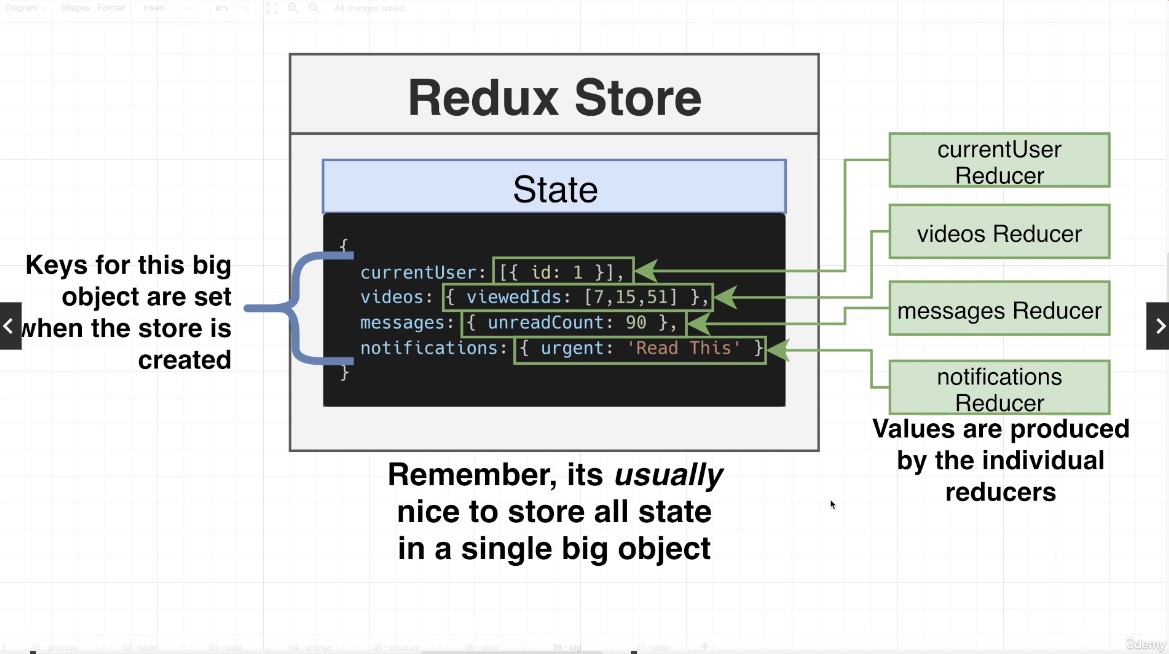 Diagram
Shapes Format Insert
All changes saved
Redux Store
State
{
currentUser: [{ id: 1 }],
videos: { viewedIds: [7,15,51] },
messages: { unreadCount: 90 },
notifications: { urgent: 'Read This' }
}
Keys for this big
object are set
when the store is
created
currentUser
Reducer
videos Reducer
messages Reducer
notifications
Reducer
Values are produced
by the individual
reducers
Remember, its usually
nice to store all state
in a single big object
ûdemy